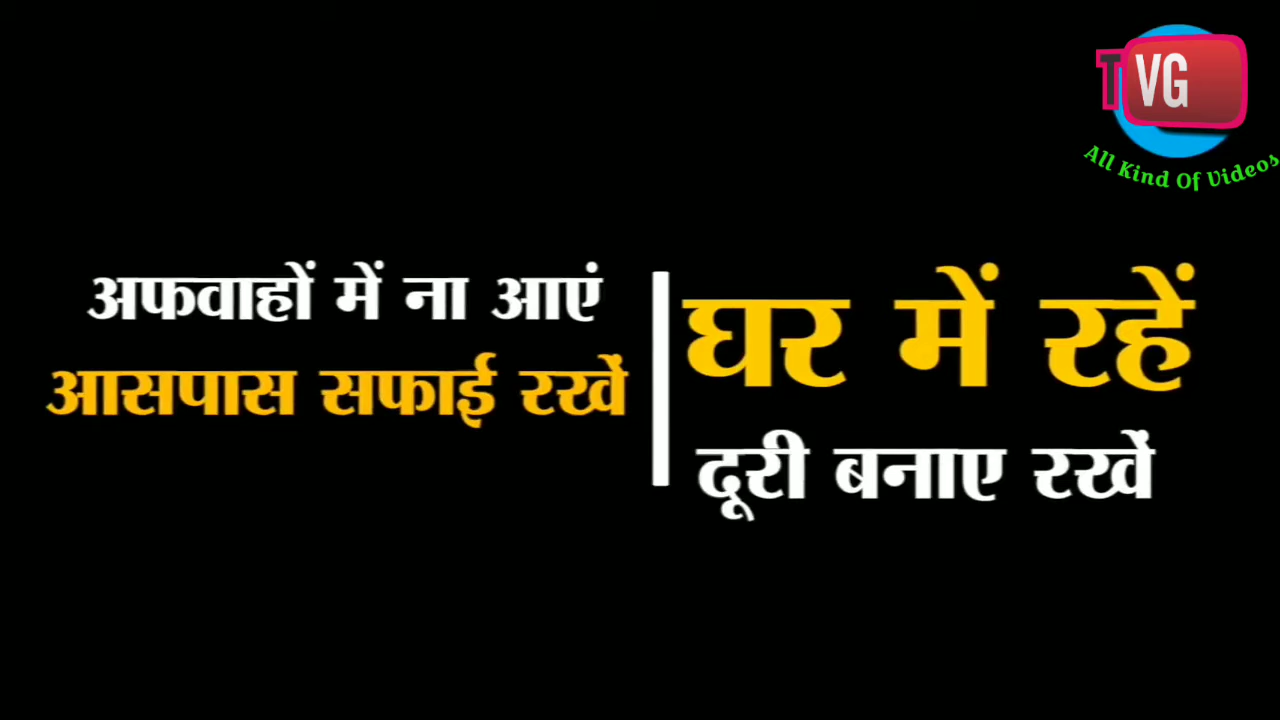 TVG
All Kind Of Videos
अफवाहों में ना आएं
आसपास सफाई रखें
घर में रहें
दूरी बनाए रखें